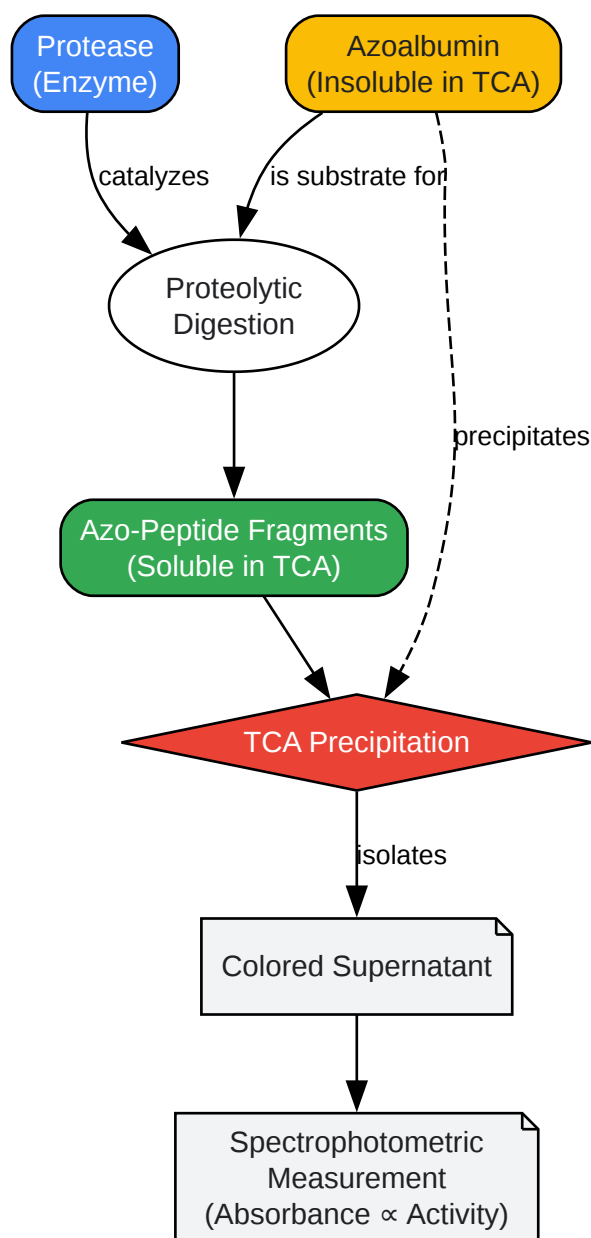 Protease
(Enzyme)
Azoalbumin
(Insoluble in TCA)
catalyzes
is substrate for
Proteolytic
Digestion
precipitates
Azo-Peptide Fragments
(Soluble in TCA)
TCA Precipitation
isolates
Colored Supernatant
Spectrophotometric
Measurement
(Absorbance ∝ Activity)